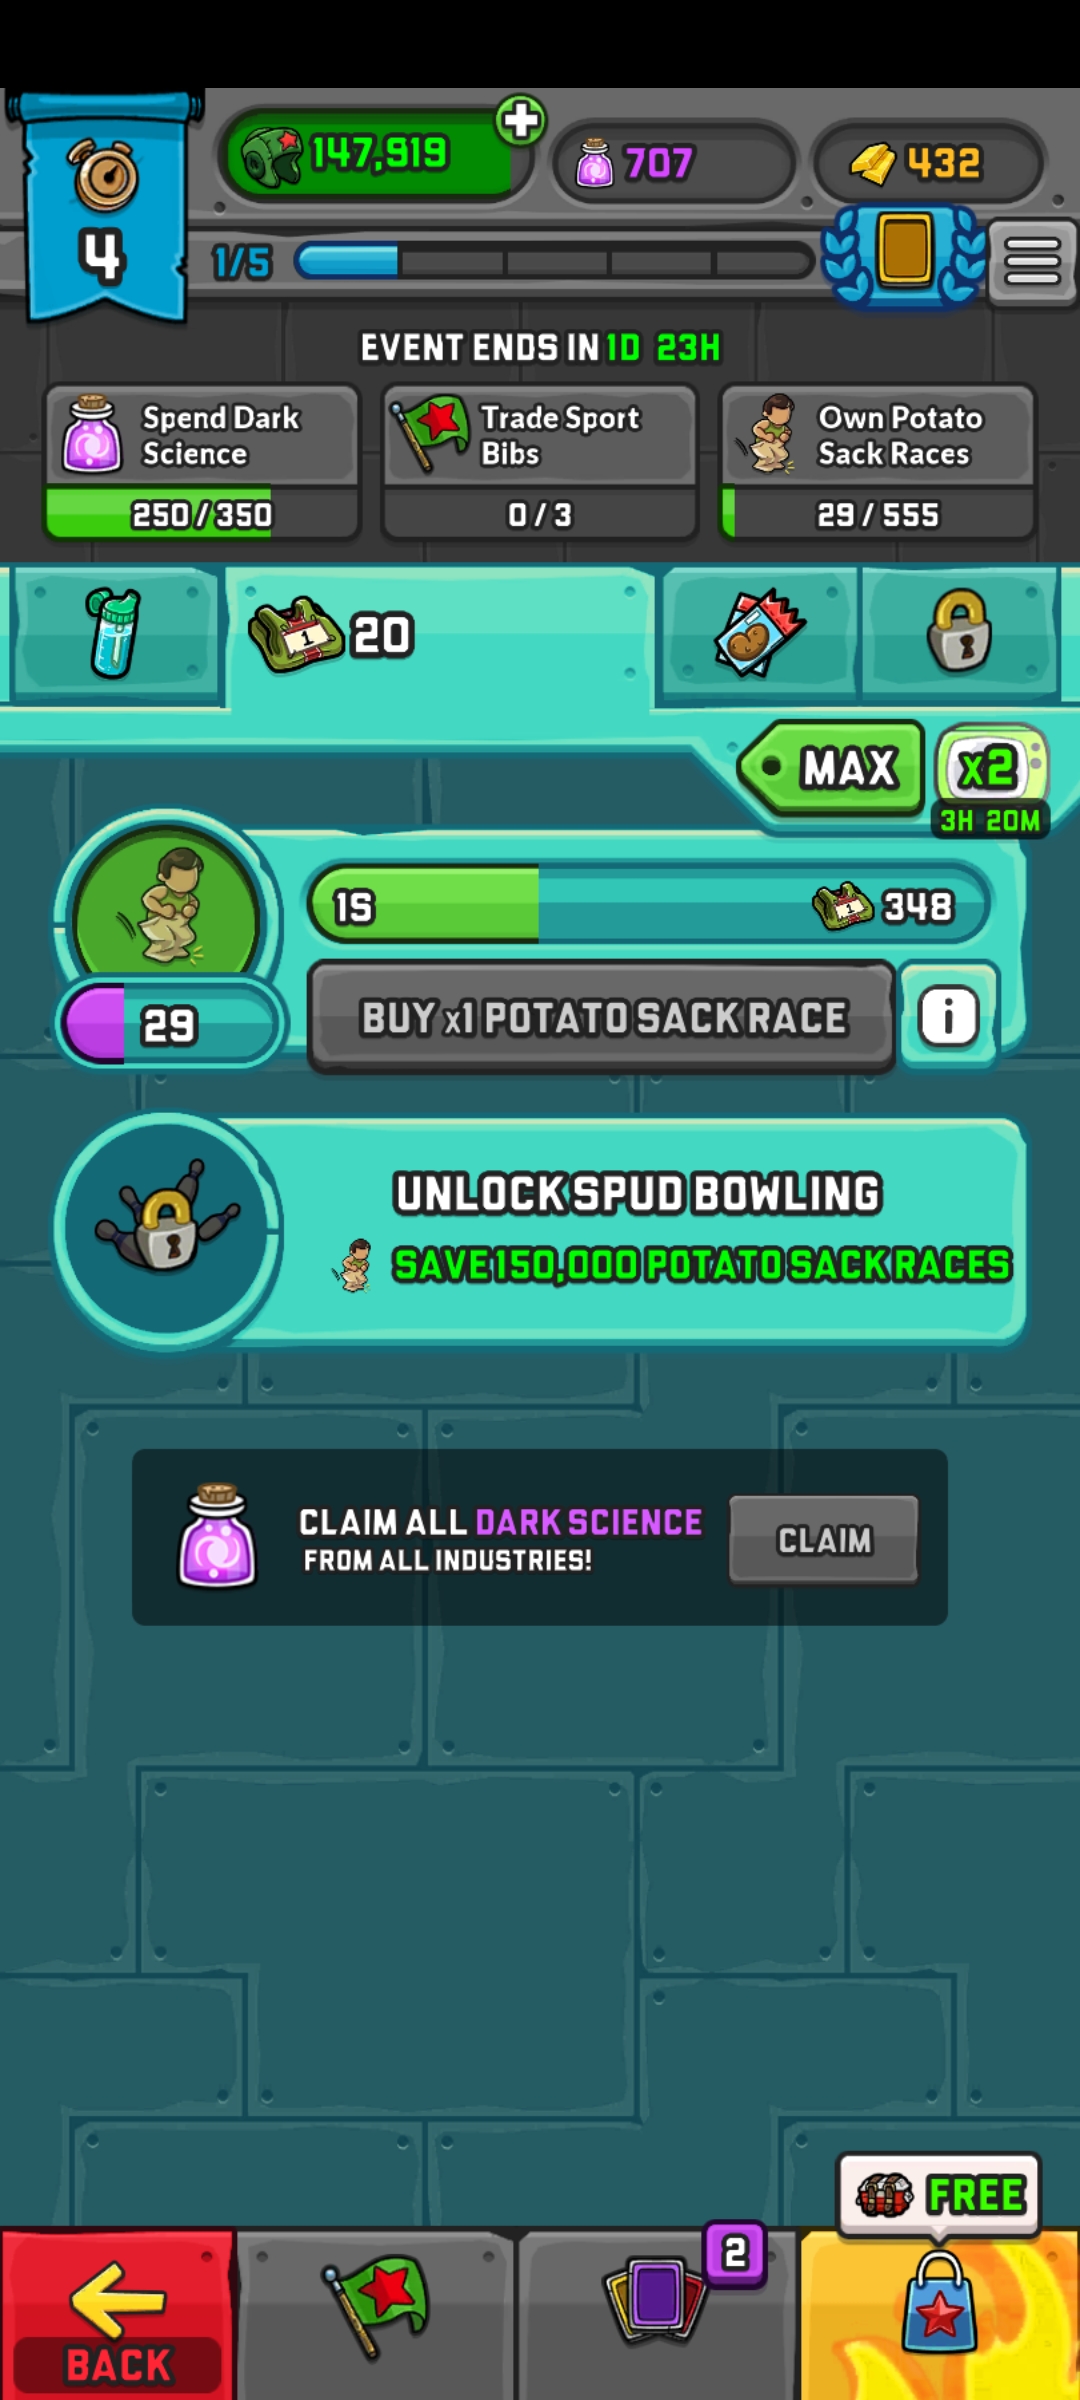 147,919
707
432
4
1/5
EVENT ENDS IN 1D 23H
Spend Dark
Science
250/350
Trade Sport
Bibs
0/3
Own Potato
Sack Races
29/555
1
20
MAX
x2
3H 20M
1S
1
348
29
BUY x1 POTATO SACK RACE
i
UNLOCK SPUD BOWLING
SAVE 150,000 POTATO SACK RACES
CLAIM ALL DARK SCIENCE
FROM ALL INDUSTRIES!
CLAIM
FREE
2
BACK